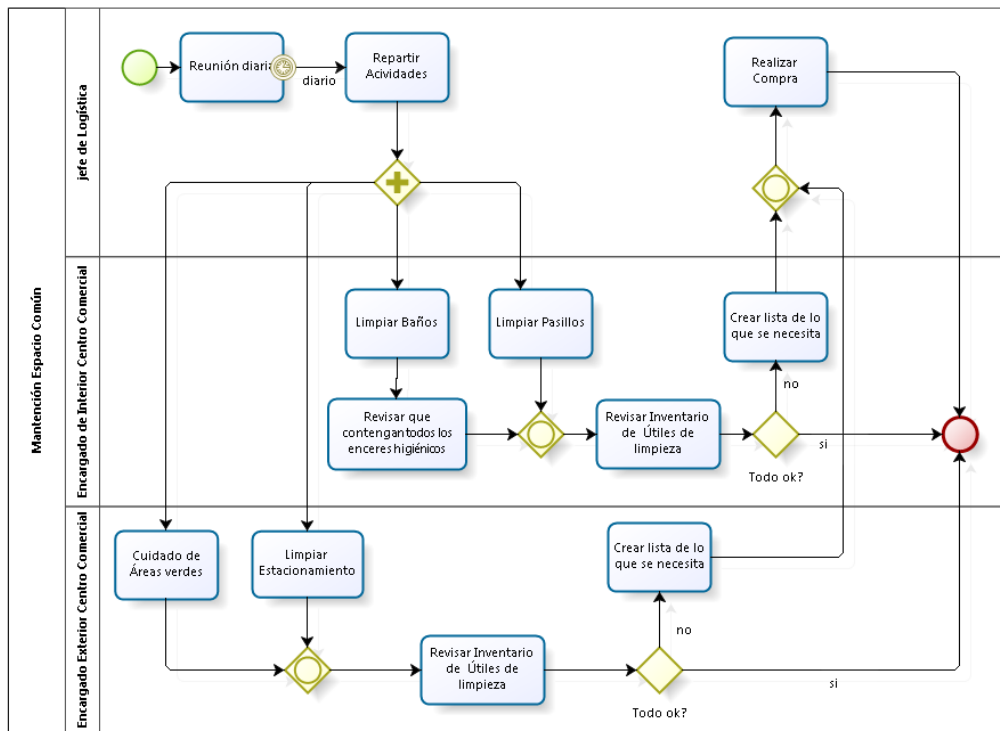 Mantención Espacio Común
jefe de Logística
Reunión diaria
diario
Repartir
Acividades
Realizar
Compra
Encargado de Interior Centro Comercial
Limpiar Baños
Limpiar Pasillos
Crear lista de lo
que se necesita
no
Revisar que
contengan todos los
enceres higiénicos
Revisar Inventario
de Útiles de
limpieza
si
Todo ok?
Encargado Exterior Centro Comercial
Cuidado de
Áreas verdes
Limpiar
Estacionamiento
Crear lista de lo
que se necesita
no
Revisar Inventario
de Útiles de
limpieza
si
Todo ok?